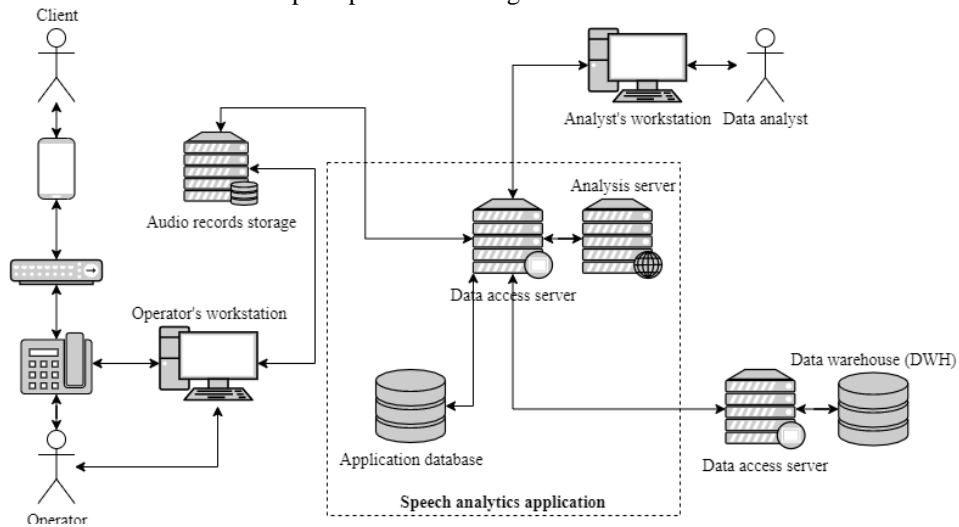 Client
Analyst's workstation
Data analyst
Analysis server
Audio records storage
Data access server
Operator's workstation
Data warehouse (DWH)
Application database
Data access server
Speech analytics application
Operator